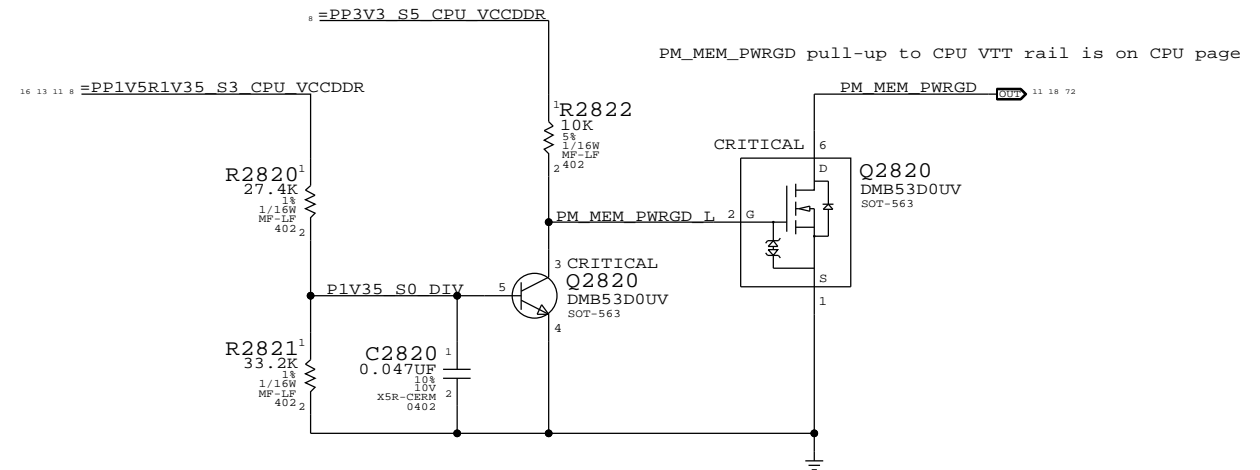 8 =PP3V3_S5_CPU_VCCDDR
PM_MEM_PWRGD pull-up to CPU VTT rail is on CPU page
16 13 11 8 =PP1V5R1V35_S3_CPU_VCCDDR
PM_MEM_PWRGD OUT 11 18 72
1
R2822
10K
5%
1/16W
MF-LF
402
2
CRITICAL 6
D
Q2820
DMB53D0UV
SOT-563
R2820 1
27.4K
1%
1/16W
MF-LF
402 2
PM_MEM_PWRGD_L 2 G
S
1
3 CRITICAL
Q2820
DMB53D0UV
SOT-563
4
P1V35_S0_DIV 5
R2821 1
33.2K
1%
1/16W
MF-LF
402 2
C2820 1
0.047UF
10%
10V
X5R-CERM
0402
2